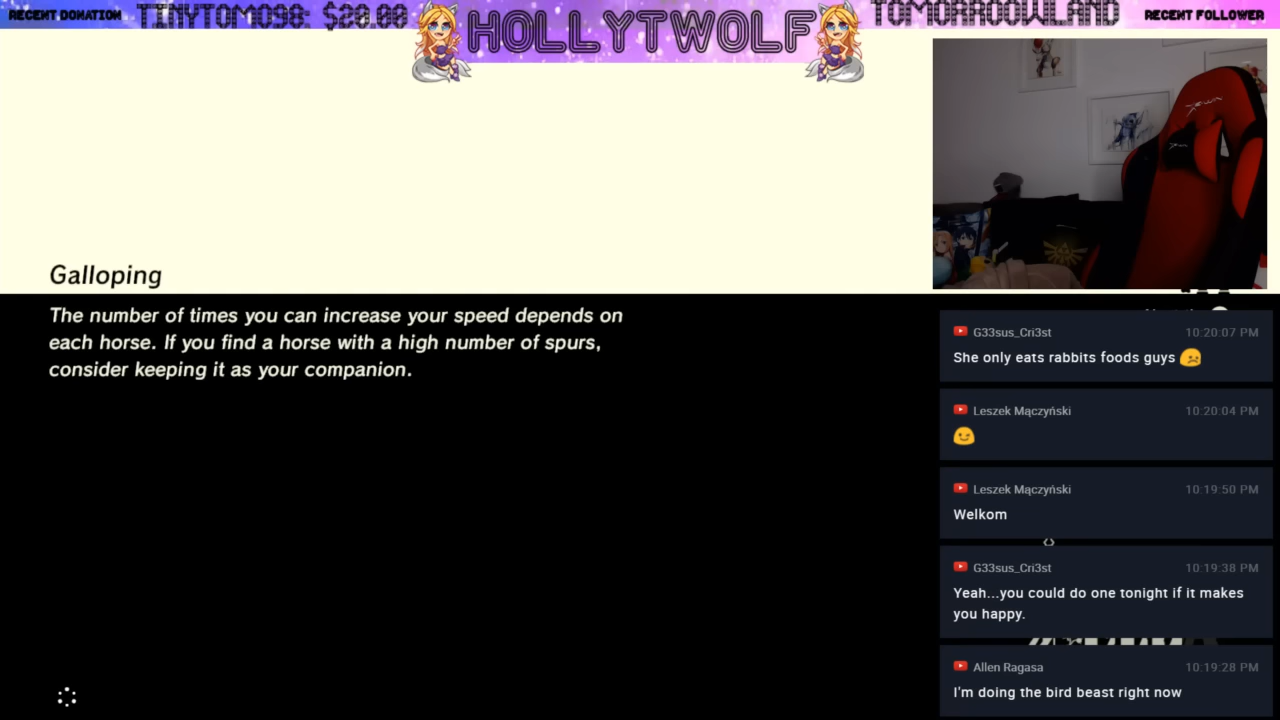 RECENT DONATION
TINYTOMO98: $20.00
HOLLYTWOLF
TOMORROOWLAND
RECENT FOLLOWER
Galloping
The number of times you can increase your speed depends on
each horse. If you find a horse with a high number of spurs,
consider keeping it as your companion.
G33sus_Cri3st 10:20:07 PM
She only eats rabbits foods guys
Leszek Mączyński 10:20:04 PM
Leszek Mączyński 10:19:50 PM
Welkom
G33sus_Cri3st 10:19:38 PM
Yeah...you could do one tonight if it makes
you happy.
Allen Ragasa 10:19:28 PM
I'm doing the bird beast right now